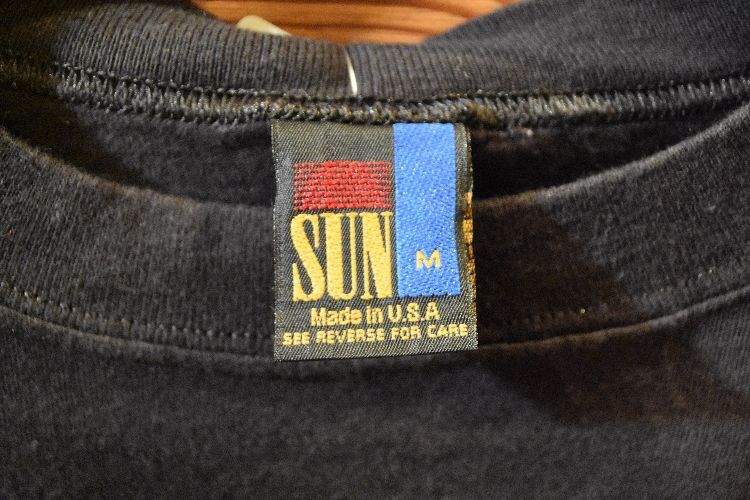 SUN
M
Made in U.S.A
SEE REVERSE FOR CARE